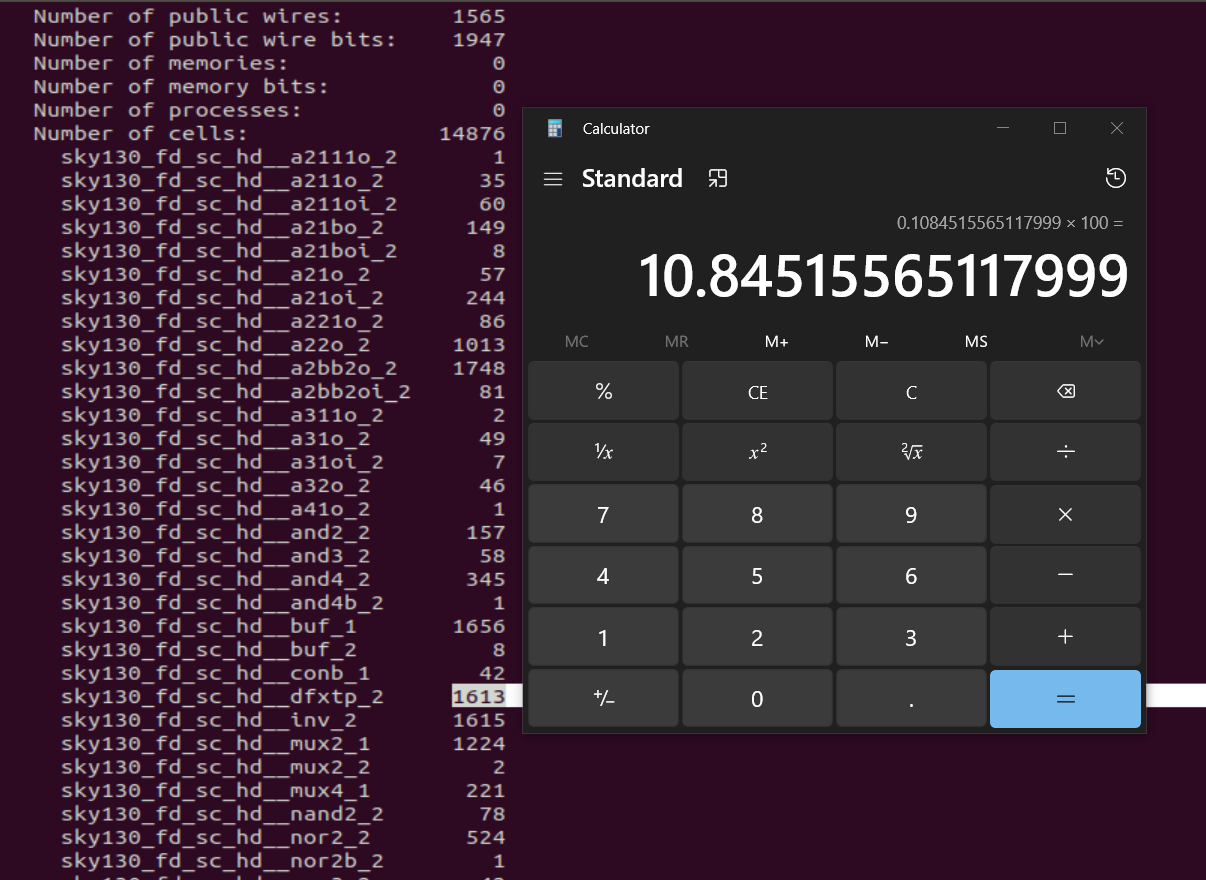 Number of public wires: 1565
Number of public wire bits: 1947
Number of memories: 0
Number of memory bits: 0
Number of processes: 0
Number of cells: 14876
sky130_fd_sc_hd__a2111o_2 1
sky130_fd_sc_hd__a211o_2 35
sky130_fd_sc_hd__a211oi_2 60
sky130_fd_sc_hd__a21bo_2 149
sky130_fd_sc_hd__a21boi_2 8
sky130_fd_sc_hd__a21o_2 57
sky130_fd_sc_hd__a21oi_2 244
sky130_fd_sc_hd__a221o_2 86
sky130_fd_sc_hd__a22o_2 1013
sky130_fd_sc_hd__a2bb2o_2 1748
sky130_fd_sc_hd__a2bb2oi_2 81
sky130_fd_sc_hd__a311o_2 2
sky130_fd_sc_hd__a31o_2 49
sky130_fd_sc_hd__a31oi_2 7
sky130_fd_sc_hd__a32o_2 46
sky130_fd_sc_hd__a41o_2 1
sky130_fd_sc_hd__and2_2 157
sky130_fd_sc_hd__and3_2 58
sky130_fd_sc_hd__and4_2 345
sky130_fd_sc_hd__and4b_2 1
sky130_fd_sc_hd__buf_1 1656
sky130_fd_sc_hd__buf_2 8
sky130_fd_sc_hd__conb_1 42
sky130_fd_sc_hd__dfxtp_2 1613
sky130_fd_sc_hd__inv_2 1615
sky130_fd_sc_hd__mux2_1 1224
sky130_fd_sc_hd__mux2_2 2
sky130_fd_sc_hd__mux4_1 221
sky130_fd_sc_hd__nand2_2 78
sky130_fd_sc_hd__nor2_2 524
sky130_fd_sc_hd__nor2b_2 1
Calculator
Standard
0.1084515565117999 × 100 =
10.84515565117999
MC MR M+ M− MS M˅
% CE C
¹/x x² ²√x ÷
7 8 9 ×
4 5 6 −
1 2 3 +
+/− 0 . =